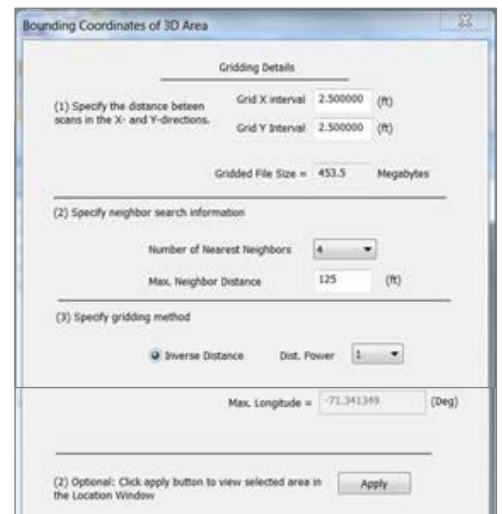 Bounding Coordinates of 3D Area
Gridding Details
(1) Specify the distance beteen
scans in the X- and Y-directions.
Grid X interval 2.500000 (ft)
Grid Y Interval 2.500000 (ft)
Gridded File Size = 453.5 Megabytes
(2) Specify neighbor search information
Number of Nearest Neighbors 4
Max. Neighbor Distance 125 (ft)
(3) Specify gridding method
Inverse Distance Dist. Power 1
Max. Longitude = -71.341349 (Deg)
(2) Optional: Click apply button to view selected area in
the Location Window
Apply